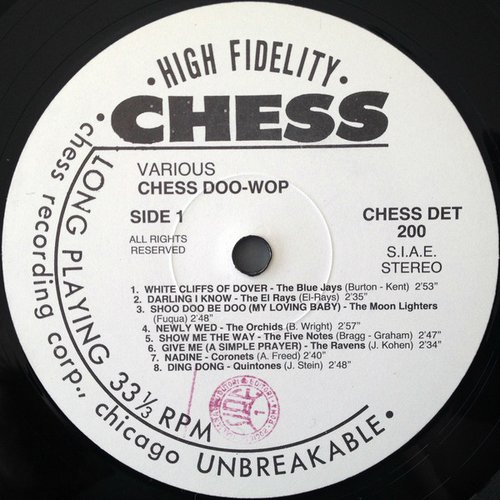 ·HIGH FIDELITY·
·CHESS·
VARIOUS
CHESS DOO-WOP
SIDE 1
ALL RIGHTS
RESERVED
CHESS DET
200
S.I.A.E.
STEREO
1. WHITE CLIFFS OF DOVER - The Blue Jays (Burton - Kent) 2'53"
2. DARLING I KNOW - The El Rays (El-Rays) 2'35"
3. SHOO DOO BE DOO (MY LOVING BABY) - The Moon Lighters
(Fuqua) 2'48"
4. NEWLY WED - The Orchids (B. Wright) 2'57"
5. SHOW ME THE WAY - The Five Notes (Bragg - Graham) 2'47"
6. GIVE ME (A SIMPLE PRAYER) - The Ravens (J. Kohen) 2'34"
7. NADINE - Coronets (A. Freed) 2'40"
8. DING DONG - Quintones (J. Stein) 2'48"
LONG PLAYING 33 1/3 RPM
chess recording corp., chicago UNBREAKABLE·